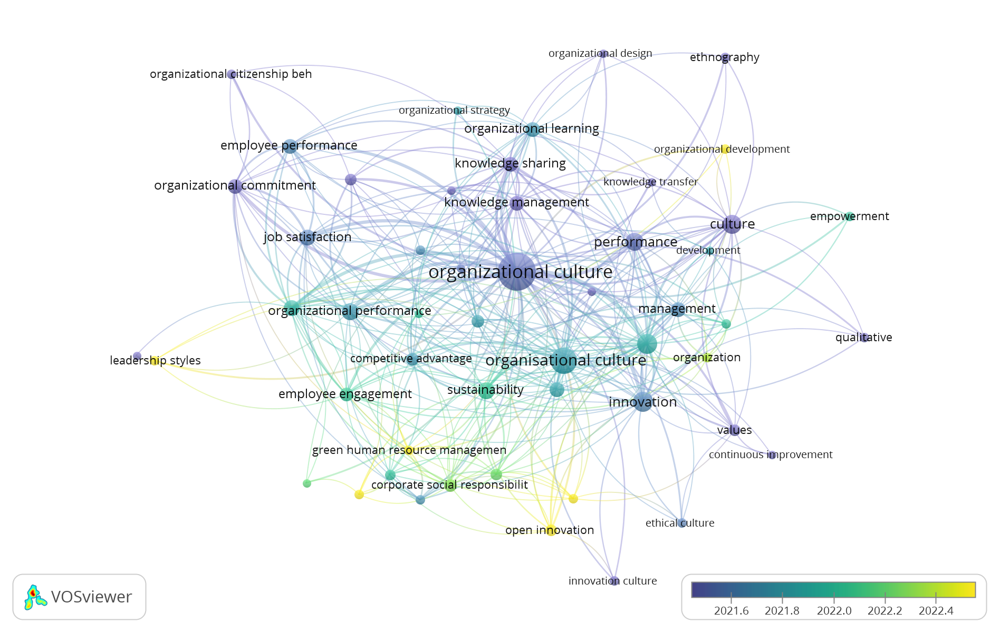 organizational design
ethnography
organizational citizenship beh
organizational strategy
organizational learning
employee performance
organizational development
knowledge sharing
knowledge transfer
organizational commitment
knowledge management
empowerment
culture
job satisfaction
performance
development
organizational culture
organizational performance
management
qualitative
leadership styles
competitive advantage
organisational culture
organization
employee engagement
sustainability
innovation
values
green human resource managemen
continuous improvement
corporate social responsibilit
ethical culture
open innovation
innovation culture
VOSviewer
2021.6 2021.8 2022.0 2022.2 2022.4